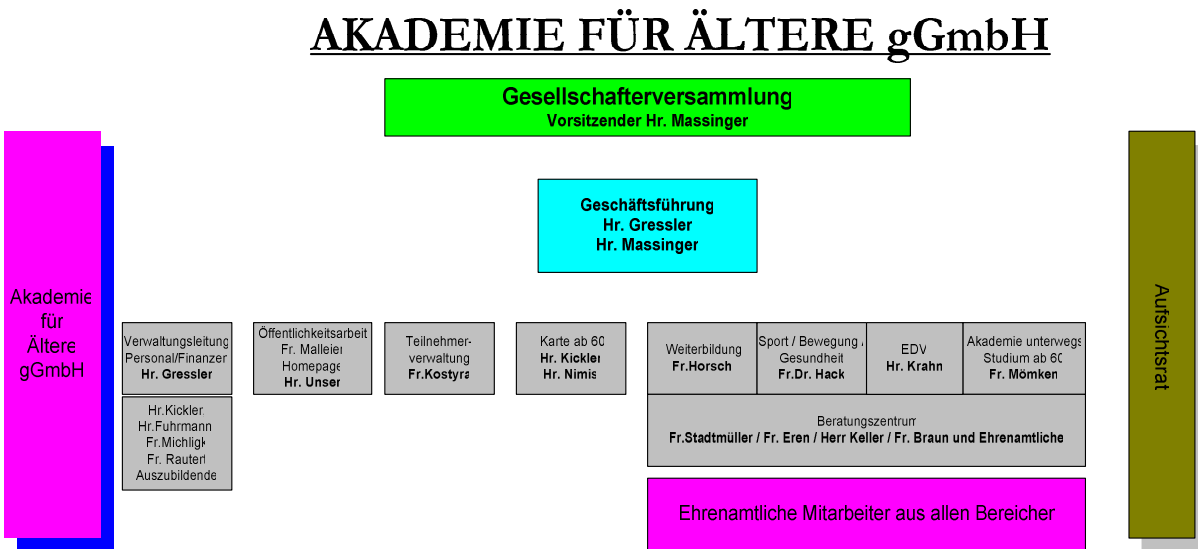 AKADEMIE FÜR ÄLTERE gGmbH
Gesellschafterversammlung
Vorsitzender Hr. Massinger
Geschäftsführung
Hr. Gressler
Hr. Massinger
Akademie
für
Ältere
gGmbH
Verwaltungsleitung
Personal/Finanzen
Hr. Gressler
Hr.Kickler
Hr.Fuhrmann
Fr.Michligk
Fr. Rautert
Auszubildende
Öffentlichkeitsarbeit
Fr. Malleier
Homepage
Hr. Unser
Teilnehmer-
verwaltung
Fr.Kostyra
Karte ab 60
Hr. Kickler
Hr. Nimis
Weiterbildung
Fr.Horsch
Sport / Bewegung /
Gesundheit
Fr.Dr. Hack
EDV
Hr. Krahn
Akademie unterwegs
Studium ab 60
Fr. Mömken
Beratungszentrum
Fr.Stadtmüller / Fr. Eren / Herr Keller / Fr. Braun und Ehrenamtliche
Ehrenamtliche Mitarbeiter aus allen Bereichen
Aufsichtsrat